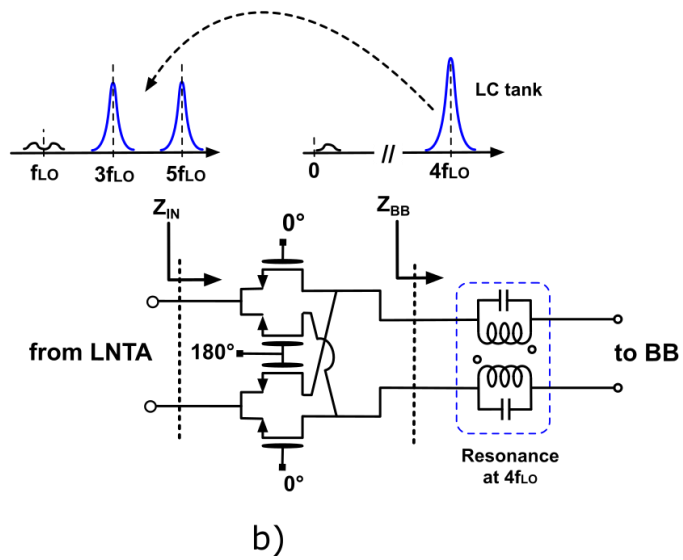 LC tank
fLO
3fLO
5fLO
0
4fLO
ZIN
0°
ZBB
from LNTA
180°
to BB
0°
Resonance
at 4fLO
b)